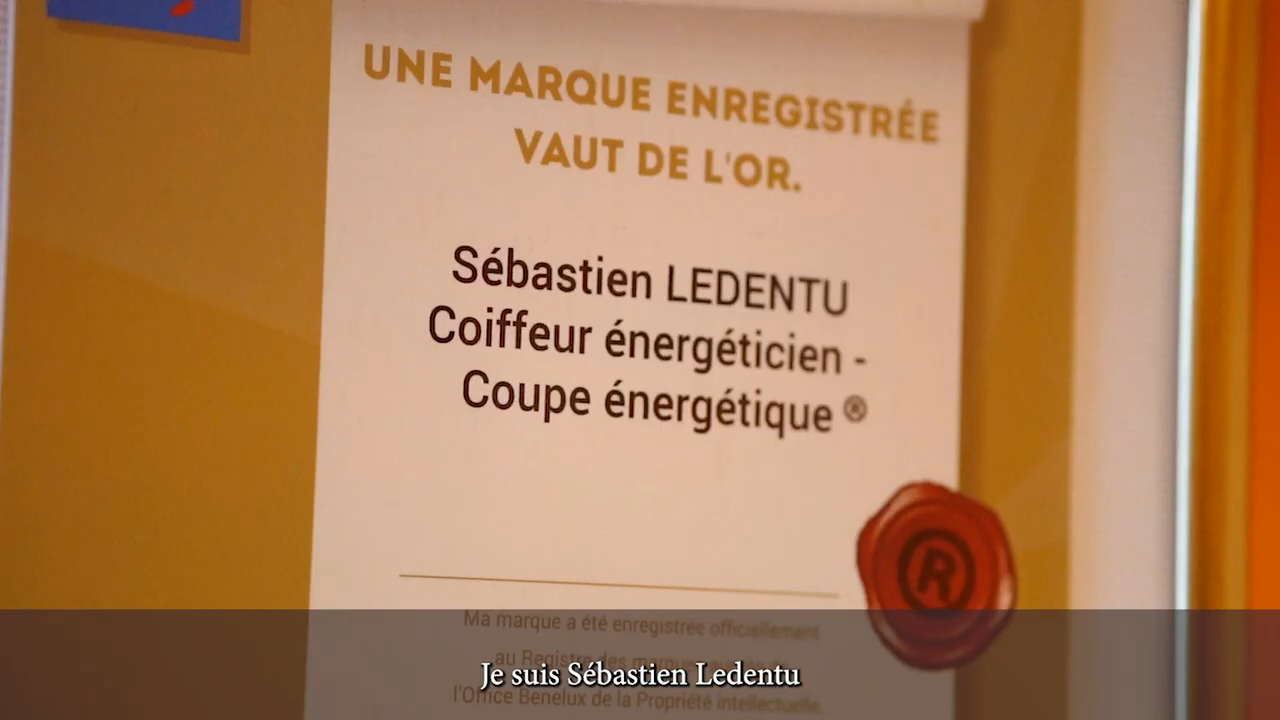 UNE MARQUE ENREGISTRÉE
VAUT DE L'OR.
Sébastien LEDENTU
Coiffeur énergéticien -
Coupe énergétique ®
R
Ma marque a été enregistrée officiellement
au Registre des marques
Je suis Sébastien Ledentu
l'Office Benelux de la Propriété intellectuelle